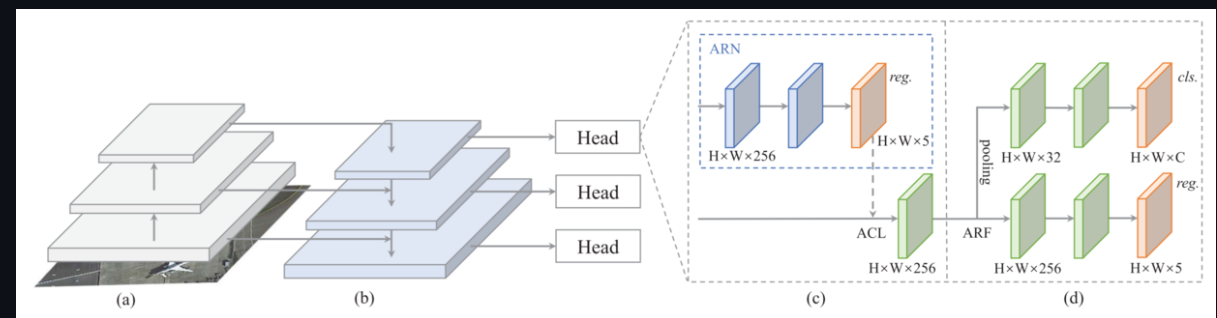 ARN
reg.
cls.
Head
H×W×5
H×W×256
H×W×32
H×W×C
pooling
Head
reg.
ACL
ARF
Head
H×W×256
H×W×256
H×W×5
(a)
(b)
(c)
(d)